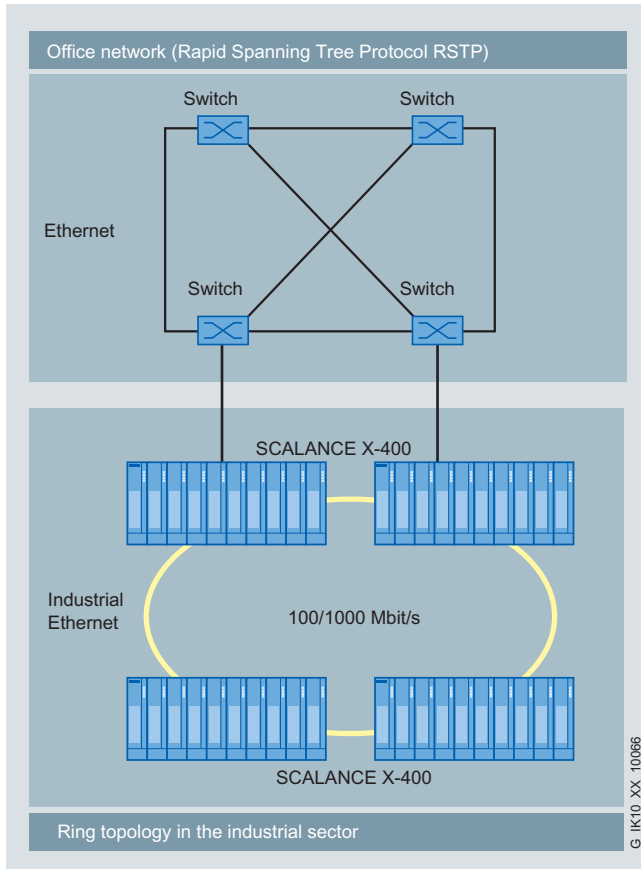 Office network (Rapid Spanning Tree Protocol RSTP)
Switch
Switch
Ethernet
Switch
Switch
SCALANCE X-400
Industrial
Ethernet
100/1000 Mbit/s
SCALANCE X-400
Ring topology in the industrial sector
G_IK10_XX_10066